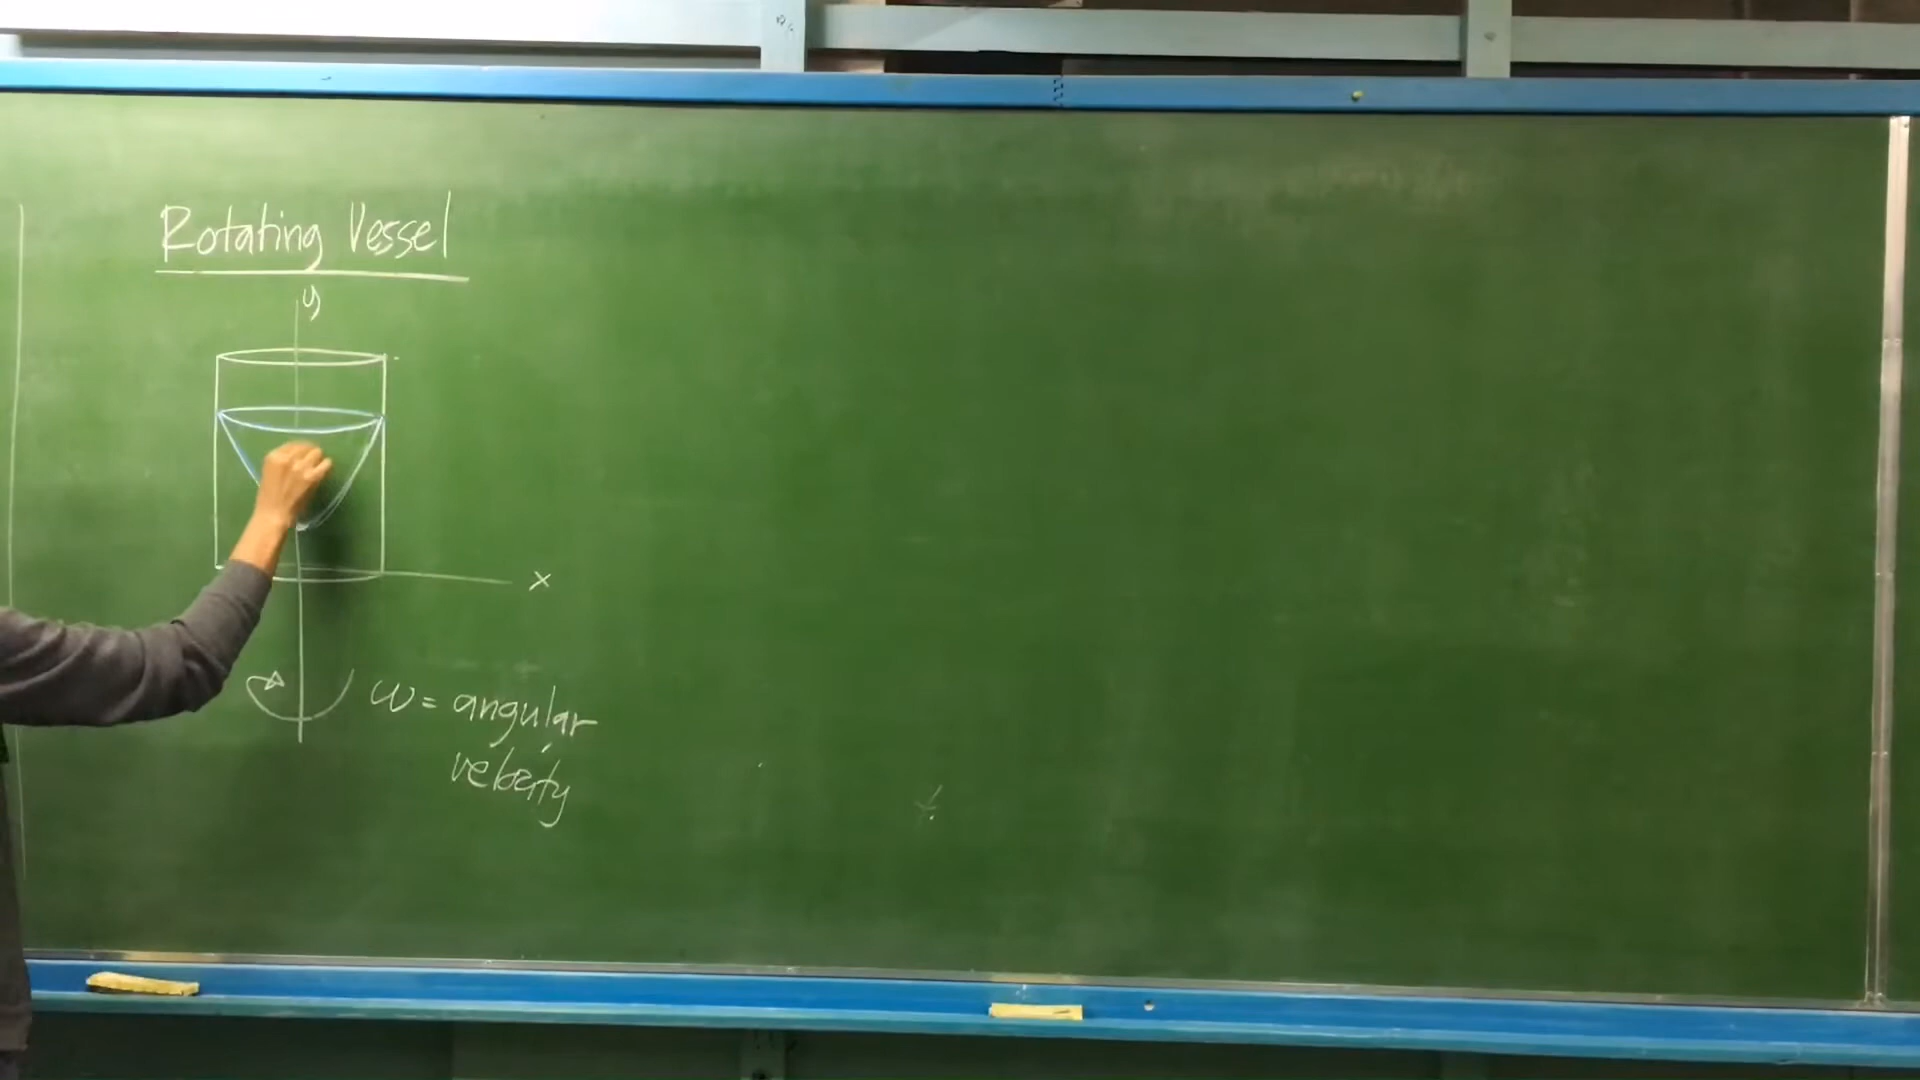 Rotating Vessel
y
x
ω = angular
velocity